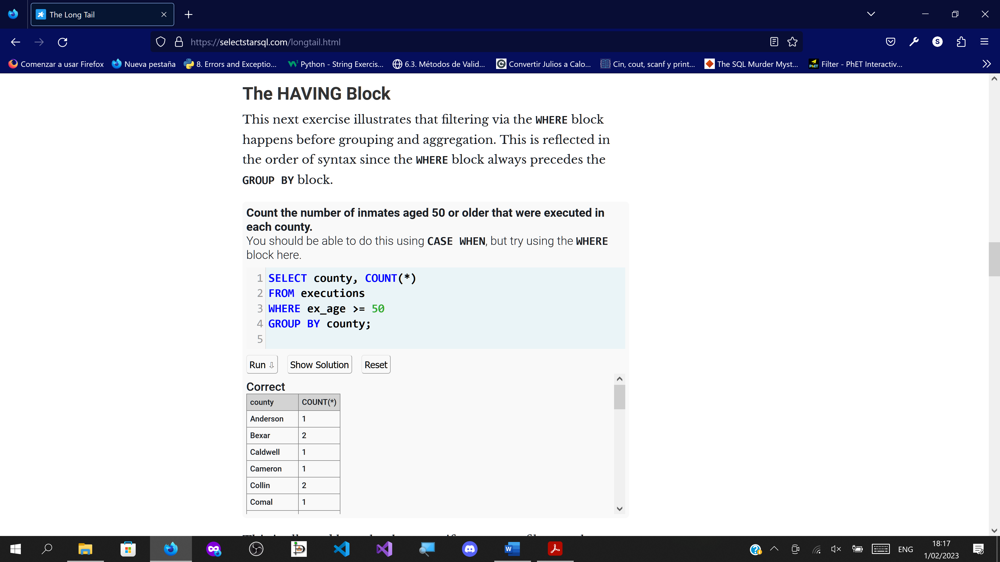 The Long Tail
https://selectstarsql.com/longtail.html
S
Comenzar a usar Firefox
Nueva pestaña
8. Errors and Exceptio...
Python - String Exercis...
6.3. Métodos de Valid...
Convertir Julios a Calo...
Cin, cout, scanf y print...
The SQL Murder Myst...
PhET
Filter - PhET Interactiv...
The HAVING Block
This next exercise illustrates that filtering via the WHERE block
happens before grouping and aggregation. This is reflected in
the order of syntax since the WHERE block always precedes the
GROUP BY block.
Count the number of inmates aged 50 or older that were executed in
each county.
You should be able to do this using CASE WHEN, but try using the WHERE
block here.
1 SELECT county, COUNT(*)
2 FROM executions
3 WHERE ex_age >= 50
4 GROUP BY county;
5
Run ⇩
Show Solution
Reset
Correct
county COUNT(*)
Anderson 1
Bexar 2
Caldwell 1
Cameron 1
Collin 2
Comal 1
ENG
18:17
1/02/2023